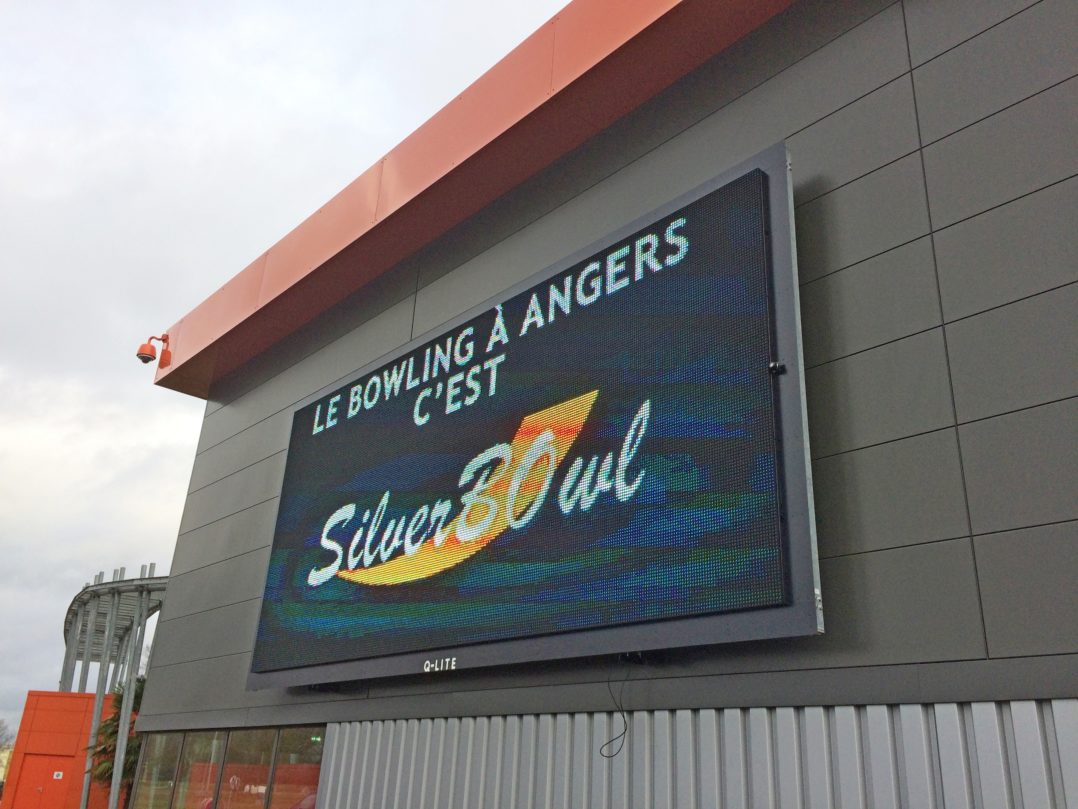 LE BOWLING À ANGERS
C'EST
SilverBOwl
Q-LITE